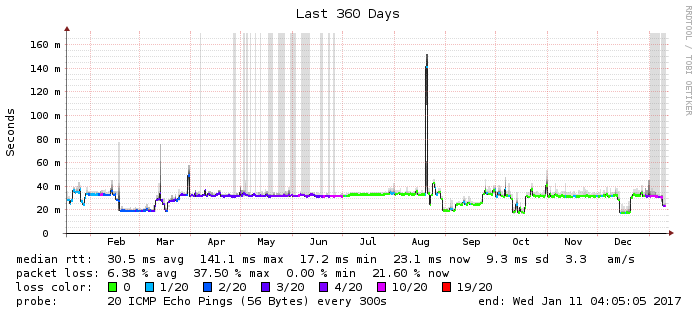 Last 360 Days
RRDTOOL / TOBI OETIKER
Seconds
160 m
140 m
120 m
100 m
80 m
60 m
40 m
20 m
0
Feb Mar Apr May Jun Jul Aug Sep Oct Nov Dec
median rtt: 30.5 ms avg 141.1 ms max 17.2 ms min 23.1 ms now 9.3 ms sd 3.3 am/s
packet loss: 6.38 % avg 37.50 % max 0.00 % min 21.60 % now
loss color: 0 1/20 2/20 3/20 4/20 10/20 19/20
probe: 20 ICMP Echo Pings (56 Bytes) every 300s end: Wed Jan 11 04:05:05 2017